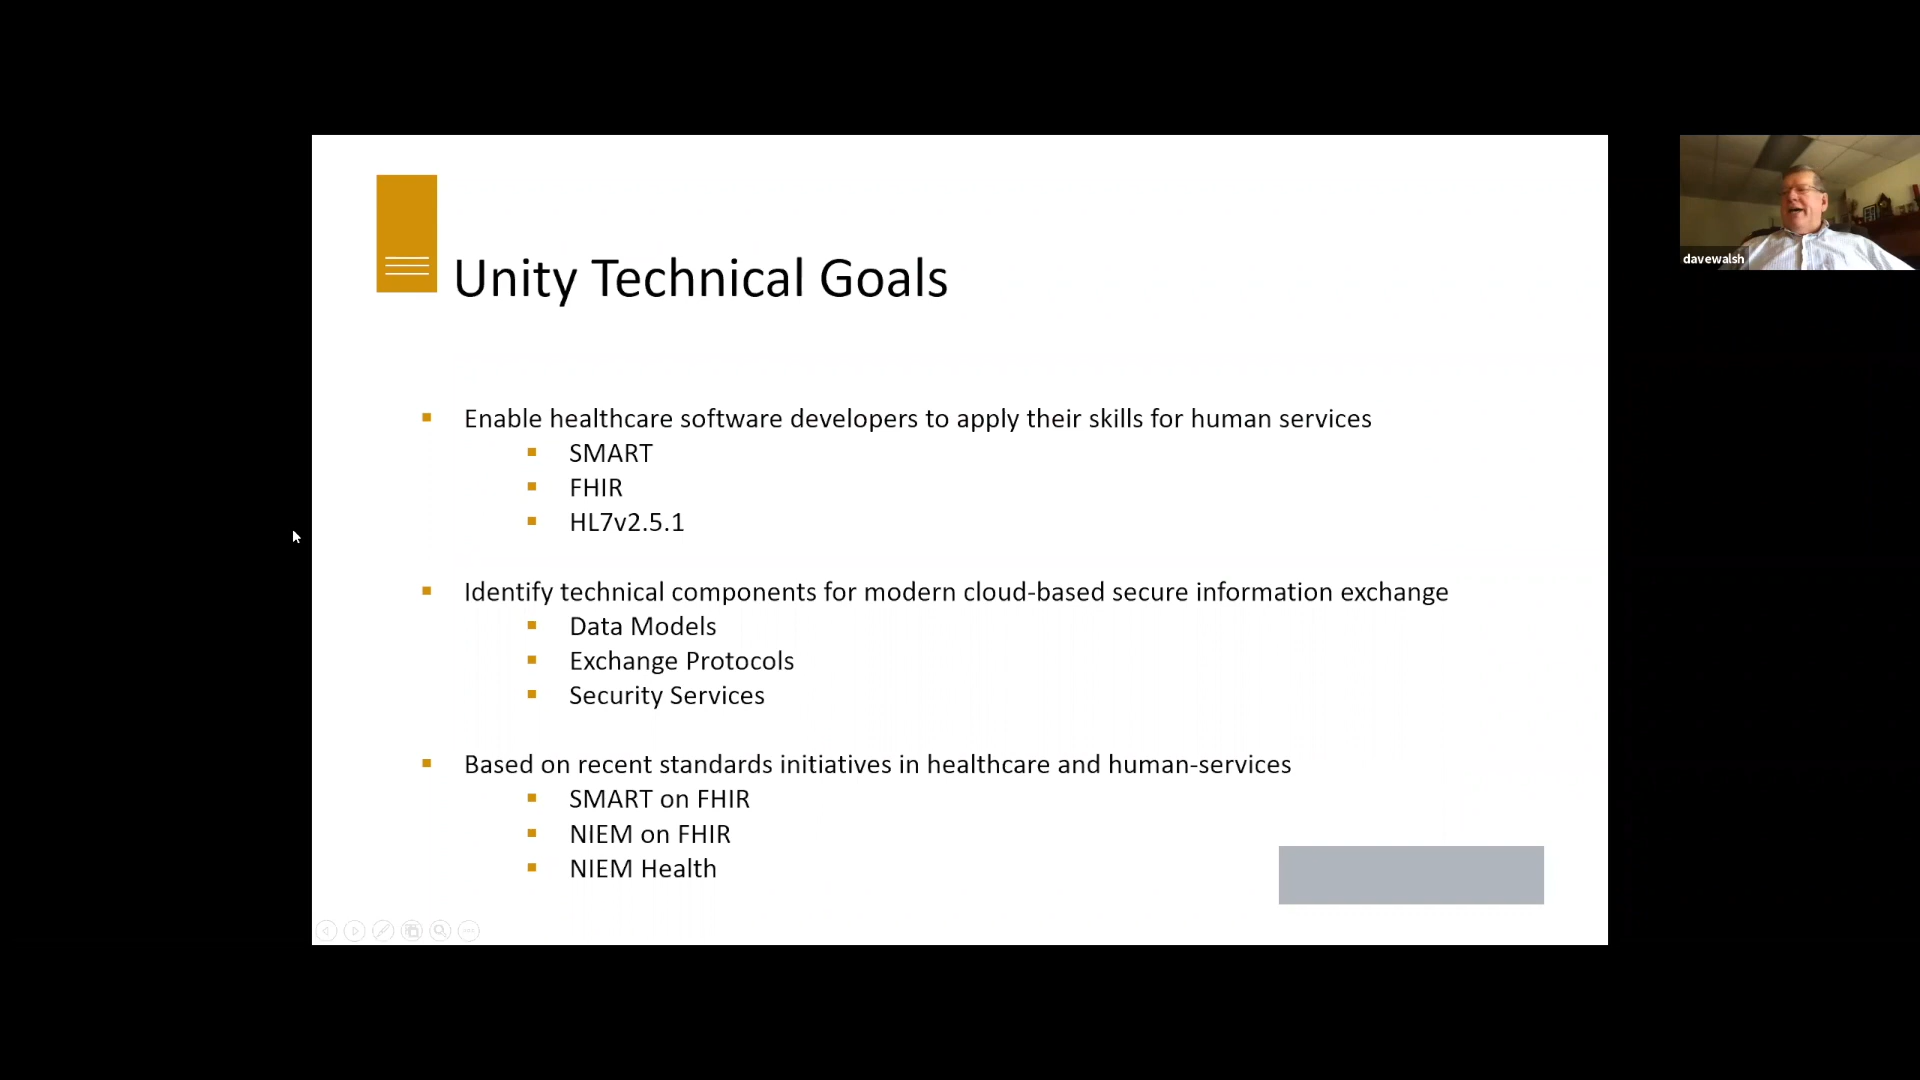 Unity Technical Goals
Enable healthcare software developers to apply their skills for human services
SMART
FHIR
HL7v2.5.1
Identify technical components for modern cloud-based secure information exchange
Data Models
Exchange Protocols
Security Services
Based on recent standards initiatives in healthcare and human-services
SMART on FHIR
NIEM on FHIR
NIEM Health
davewalsh